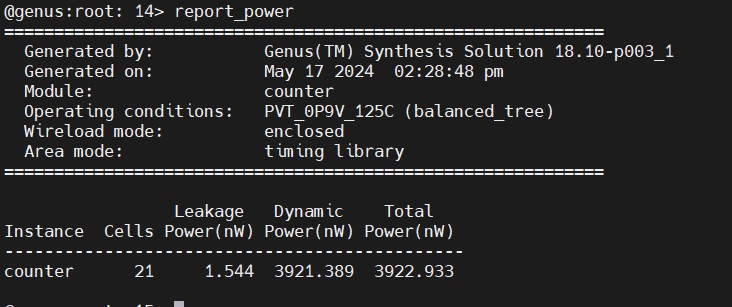 @genus:root: 14> report_power
============================================================
Generated by: Genus(TM) Synthesis Solution 18.10-p003_1
Generated on: May 17 2024 02:28:48 pm
Module: counter
Operating conditions: PVT_0P9V_125C (balanced_tree)
Wireload mode: enclosed
Area mode: timing library
============================================================
Leakage Dynamic Total
Instance Cells Power(nW) Power(nW) Power(nW)
----------------------------------------------
counter 21 1.544 3921.389 3922.933